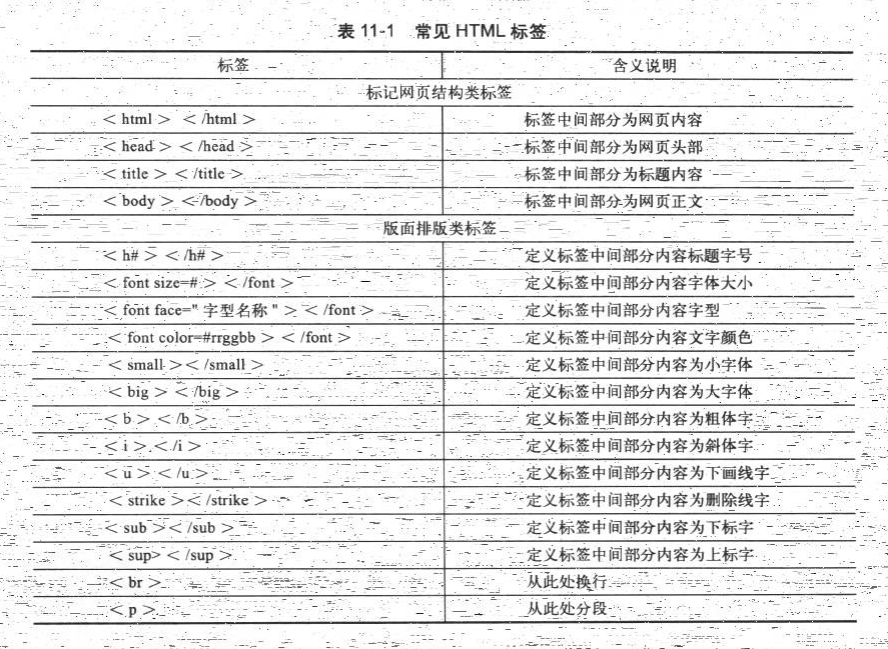 表 11-1 常见 HTML 标签
标签 含义说明
标记网页结构类标签
< html > < /html > 标签中间部分为网页内容
< head > < /head > 标签中间部分为网页头部
< title > < /title > 标签中间部分为标题内容
< body > < /body > 标签中间部分为网页正文
版面排版类标签
< h# > < /h# > 定义标签中间部分内容标题字号
< font size=# > < /font > 定义标签中间部分内容字体大小
< font face=" 字型名称 " > < /font > 定义标签中间部分内容字型
< font color=#rrggbb > < /font > 定义标签中间部分内容文字颜色
< small >< /small > 定义标签中间部分内容为小字体
< big > < /big > 定义标签中间部分内容为大字体
< b > < /b > 定义标签中间部分内容为粗体字
< i > < /i > 定义标签中间部分内容为斜体字
< u > < /u > 定义标签中间部分内容为下画线字
< strike >< /strike > 定义标签中间部分内容为删除线字
< sub >< /sub > 定义标签中间部分内容为下标字
< sup> < /sup > 定义标签中间部分内容为上标字
< br > 从此处换行
< p > 从此处分段